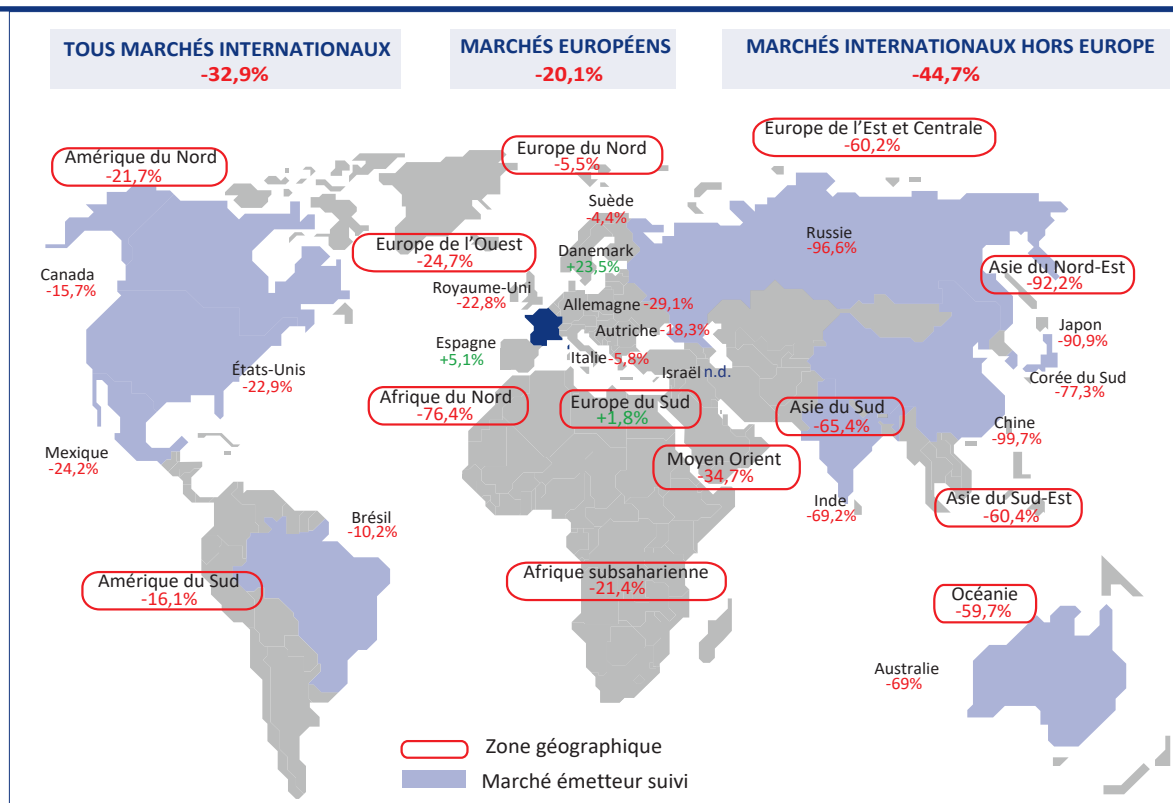 TOUS MARCHÉS INTERNATIONAUX
-32,9%
MARCHÉS EUROPÉENS
-20,1%
MARCHÉS INTERNATIONAUX HORS EUROPE
-44,7%
Amérique du Nord
-21,7%
Europe du Nord
-5,5%
Europe de l'Est et Centrale
-60,2%
Suède
-4,4%
Russie
-96,6%
Europe de l'Ouest
-24,7%
Danemark
+23,5%
Asie du Nord-Est
-92,2%
Canada
-15,7%
Royaume-Uni
-22,8%
Allemagne -29,1%
Autriche -18,3%
Japon
-90,9%
Espagne
+5,1%
Italie -5,8%
Israël n.d.
États-Unis
-22,9%
Corée du Sud
-77,3%
Afrique du Nord
-76,4%
Europe du Sud
+1,8%
Asie du Sud
-65,4%
Chine
-99,7%
Mexique
-24,2%
Moyen Orient
-34,7%
Inde
-69,2%
Asie du Sud-Est
-60,4%
Brésil
-10,2%
Amérique du Sud
-16,1%
Afrique subsaharienne
-21,4%
Océanie
-59,7%
Australie
-69%
Zone géographique
Marché émetteur suivi